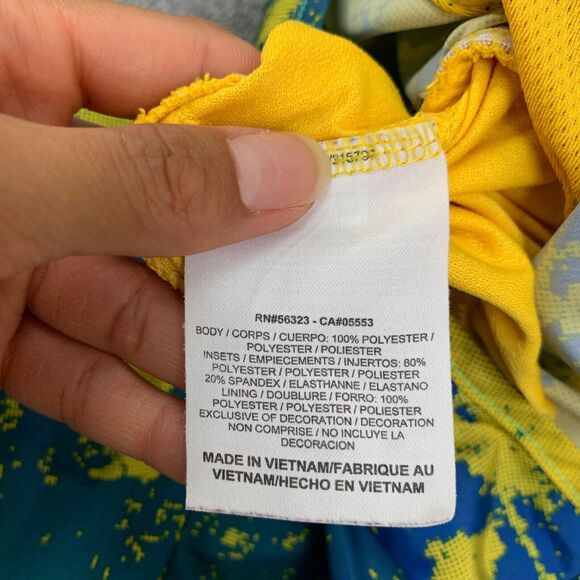 RN#56323 - CA#05553
BODY / CORPS / CUERPO: 100% POLYESTER /
POLYESTER / POLIESTER
INSETS / EMPIECEMENTS / INJERTOS: 80%
POLYESTER / POLYESTER / POLIESTER
20% SPANDEX / ELASTHANNE / ELASTANO
LINING / DOUBLURE / FORRO: 100%
POLYESTER / POLYESTER / POLIESTER
EXCLUSIVE OF DECORATION / DECORATION
NON COMPRISE / NO INCLUYE LA
DECORACION
MADE IN VIETNAM/FABRIQUE AU
VIETNAM/HECHO EN VIETNAM